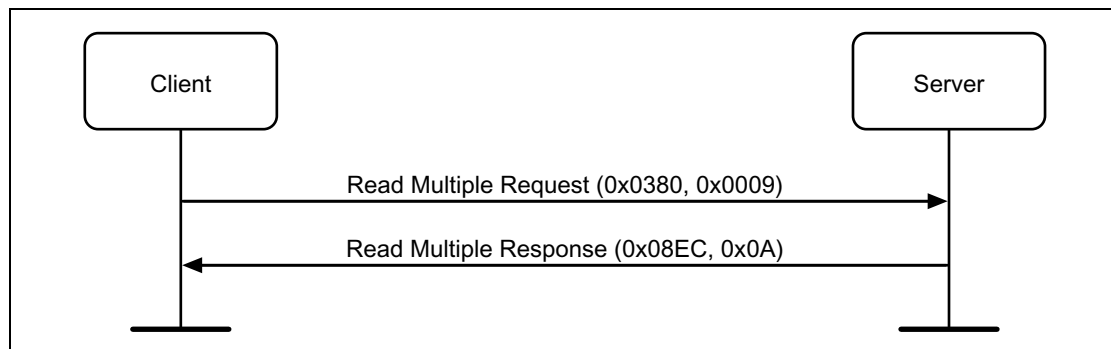 Client
Server
Read Multiple Request (0x0380, 0x0009)
Read Multiple Response (0x08EC, 0x0A)